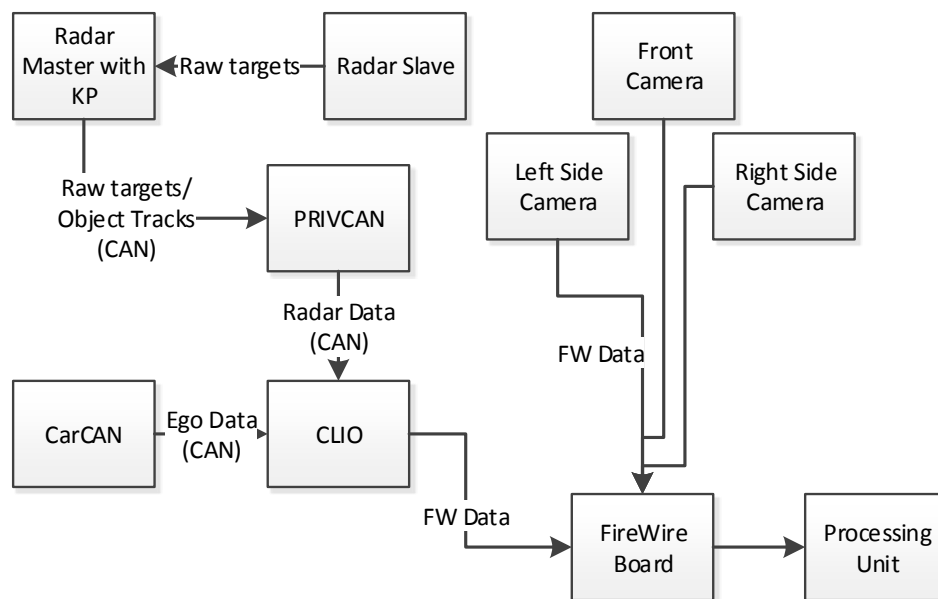 Radar
Master with
KP
Raw targets
Radar Slave
Front
Camera
Left Side
Camera
Right Side
Camera
Raw targets/
Object Tracks
(CAN)
PRIVCAN
Radar Data
(CAN)
FW Data
CarCAN
Ego Data
(CAN)
CLIO
FW Data
FireWire
Board
Processing
Unit